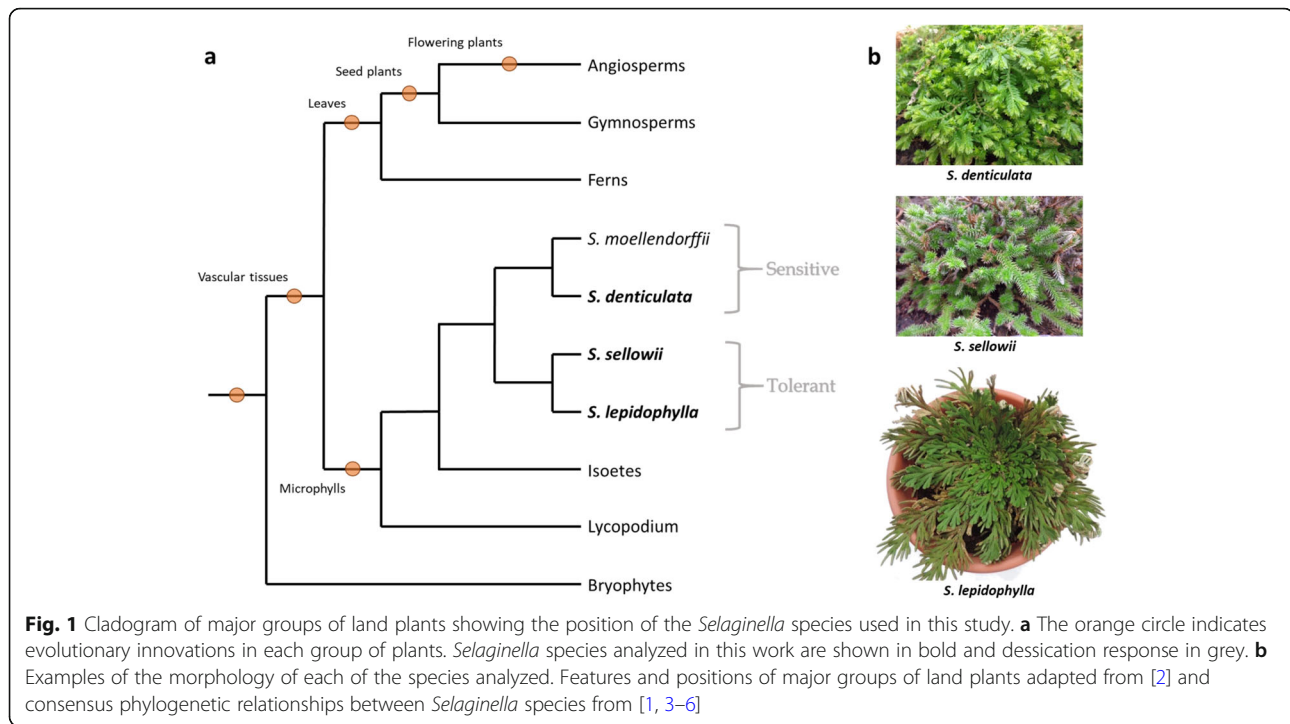 a
Flowering plants
Seed plants
Leaves
Vascular tissues
Microphylls
Angiosperms
Gymnosperms
Ferns
S. moellendorffii
S. denticulata
Sensitive
S. sellowii
S. lepidophylla
Tolerant
Isoetes
Lycopodium
Bryophytes
b
S. denticulata
S. sellowii
S. lepidophylla
Fig. 1 Cladogram of major groups of land plants showing the position of the Selaginella species used in this study. a The orange circle indicates
evolutionary innovations in each group of plants. Selaginella species analyzed in this work are shown in bold and dessication response in grey. b
Examples of the morphology of each of the species analyzed. Features and positions of major groups of land plants adapted from [2] and
consensus phylogenetic relationships between Selaginella species from [1, 3–6]